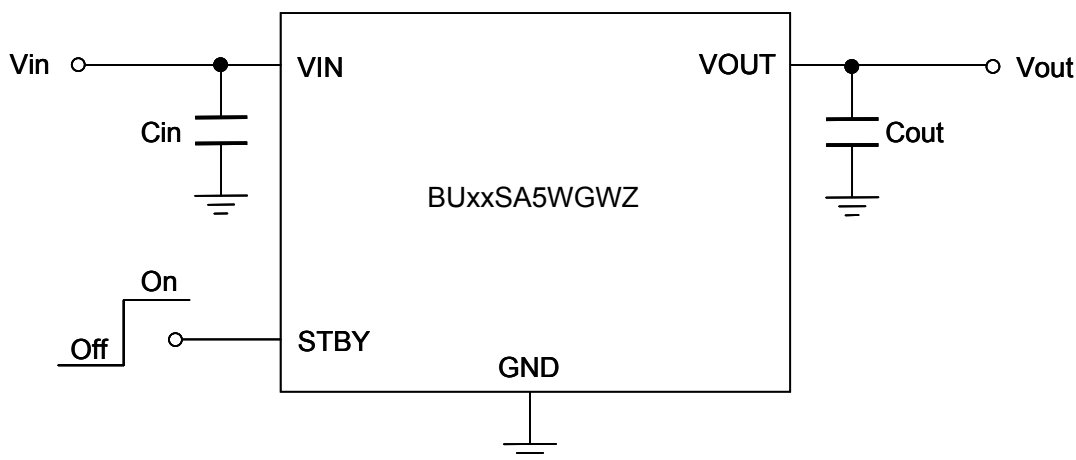 Vin
VIN
VOUT
Vout
Cin
Cout
BUxxSA5WGWZ
On
Off
STBY
GND